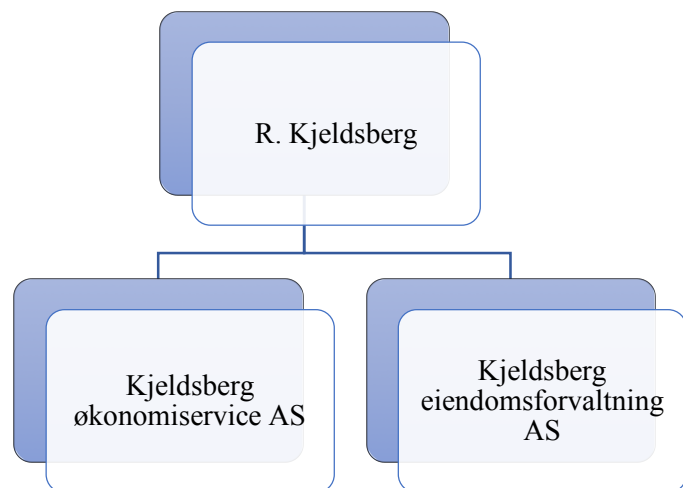 R. Kjeldsberg
Kjeldsberg
økonomiservice AS
Kjeldsberg
eiendomsforvaltning
AS